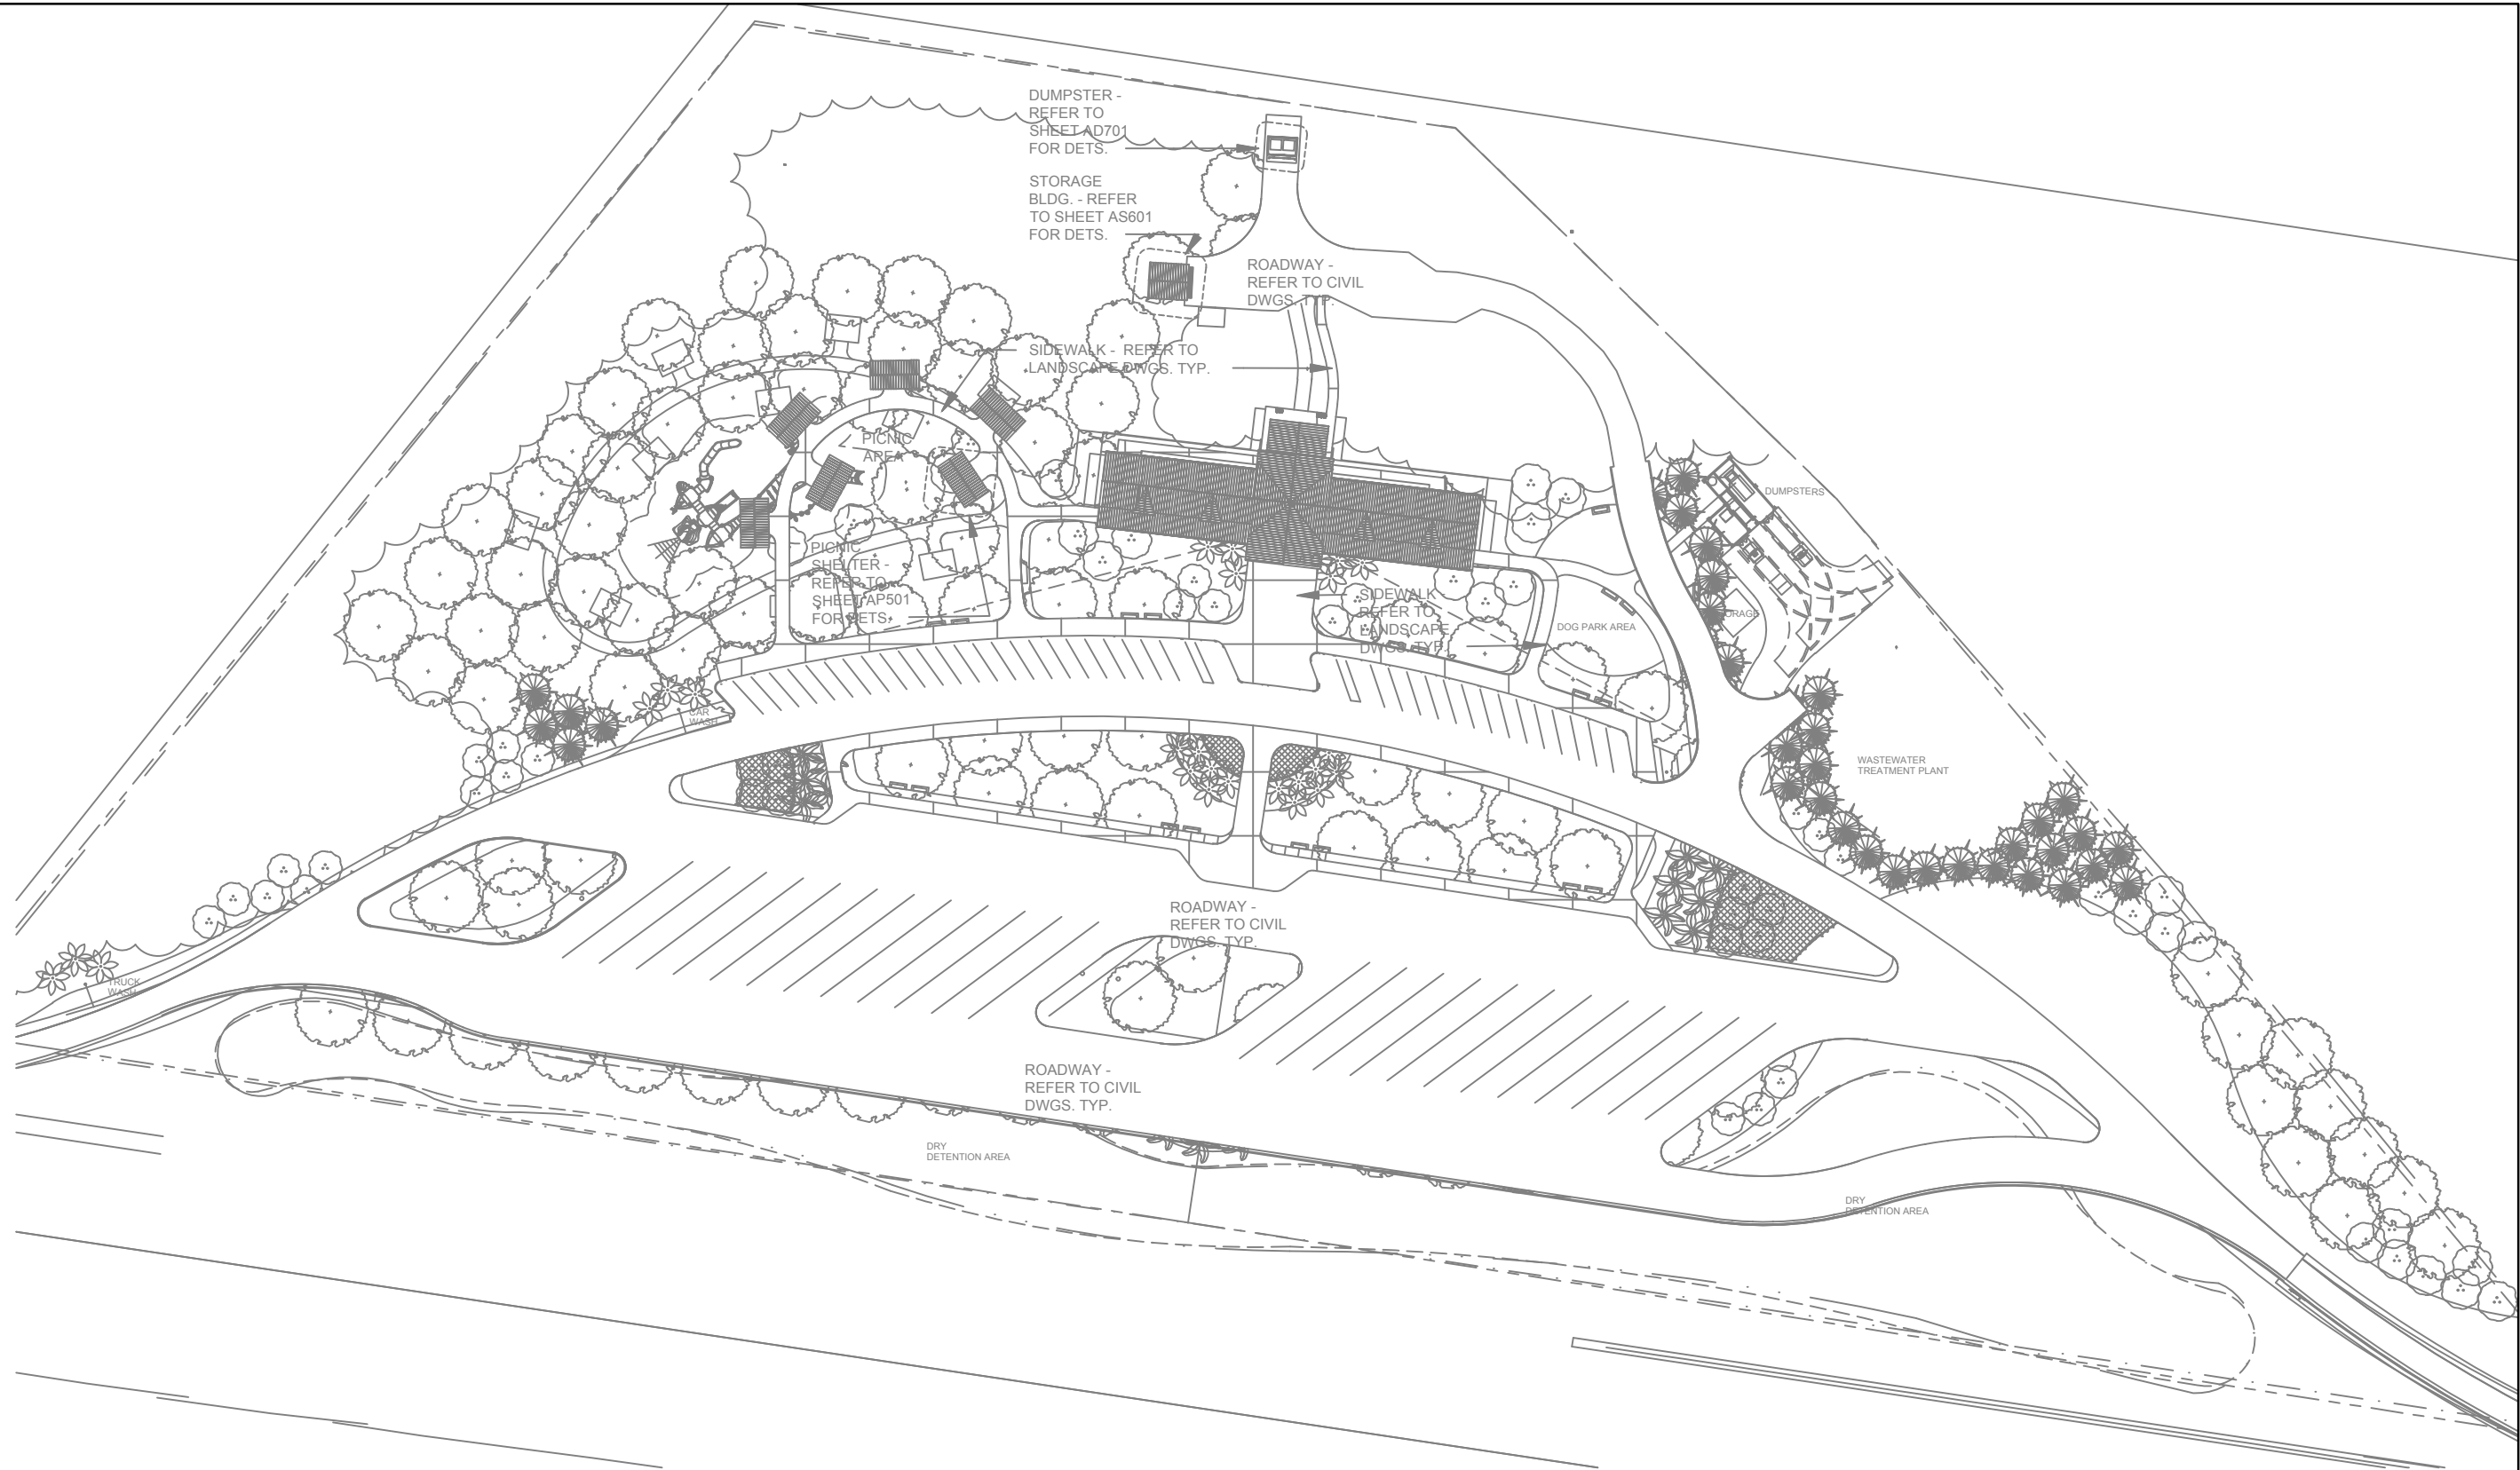 DUMPSTER -
REFER TO
SHEET AD701
FOR DETS.
STORAGE
BLDG. - REFER
TO SHEET AS601
FOR DETS.
ROADWAY -
REFER TO CIVIL
DWGS. TYP.
SIDEWALK - REFER TO
LANDSCAPE DWGS. TYP.
PICNIC
AREA
DUMPSTERS
PICNIC
SHELTER -
REFER TO
SHEET AP501
FOR DETS.
SIDEWALK
REFER TO
LANDSCAPE
DWGS. TYP.
DOG PARK AREA
ORAGE
CAR
WASH
WASTEWATER
TREATMENT PLANT
ROADWAY -
REFER TO CIVIL
DWGS. TYP.
TRUCK
WASH
ROADWAY -
REFER TO CIVIL
DWGS. TYP.
DRY
DETENTION AREA
DRY
DETENTION AREA